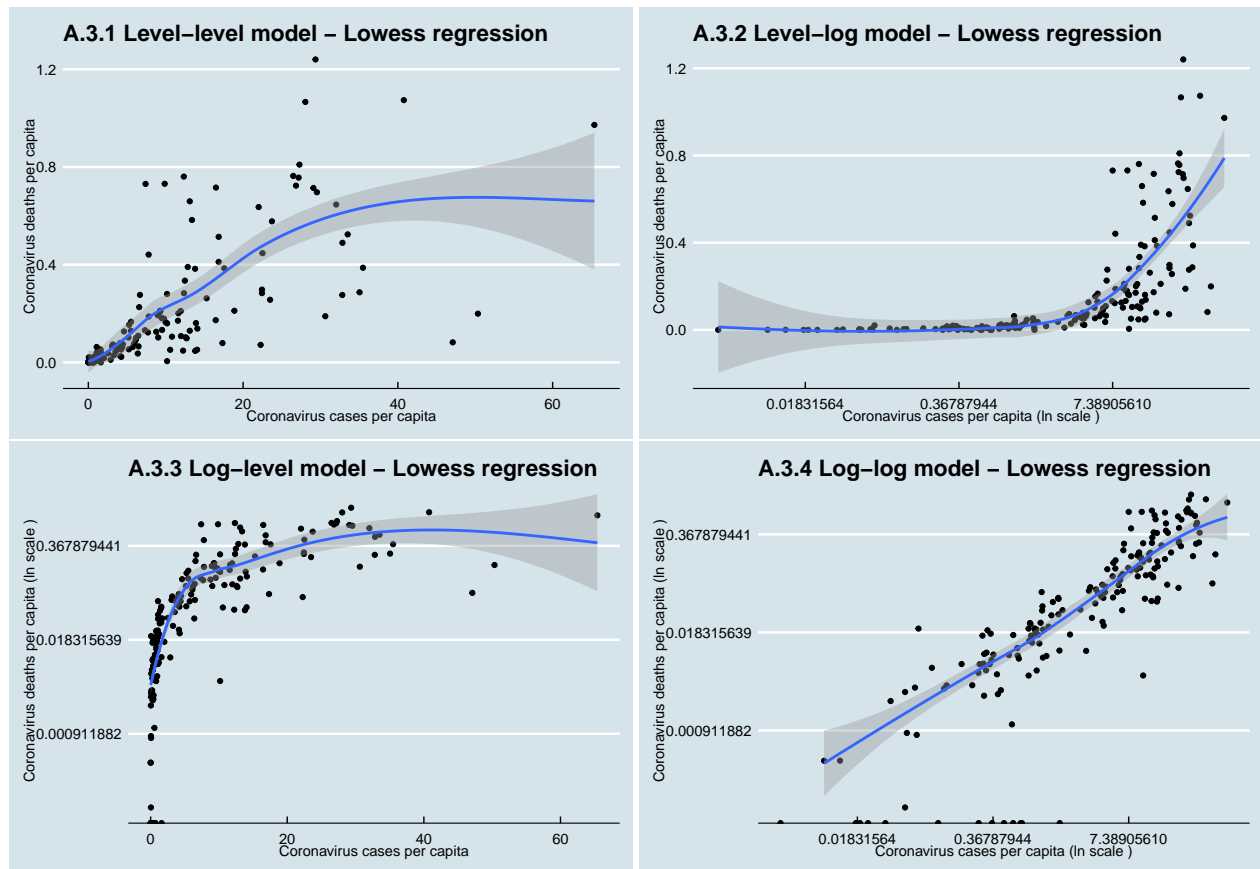 A.3.1 Level–level model – Lowess regression
Coronavirus deaths per capita
1.2
0.8
0.4
0.0
0
20
40
60
Coronavirus cases per capita
A.3.2 Level–log model – Lowess regression
Coronavirus deaths per capita
1.2
0.8
0.4
0.0
0.01831564
0.36787944
7.38905610
Coronavirus cases per capita (ln scale )
A.3.3 Log–level model – Lowess regression
Coronavirus deaths per capita (ln scale )
0.367879441
0.018315639
0.000911882
0
20
40
60
Coronavirus cases per capita
A.3.4 Log–log model – Lowess regression
Coronavirus deaths per capita (ln scale )
0.367879441
0.018315639
0.000911882
0.01831564
0.36787944
7.38905610
Coronavirus cases per capita (ln scale )